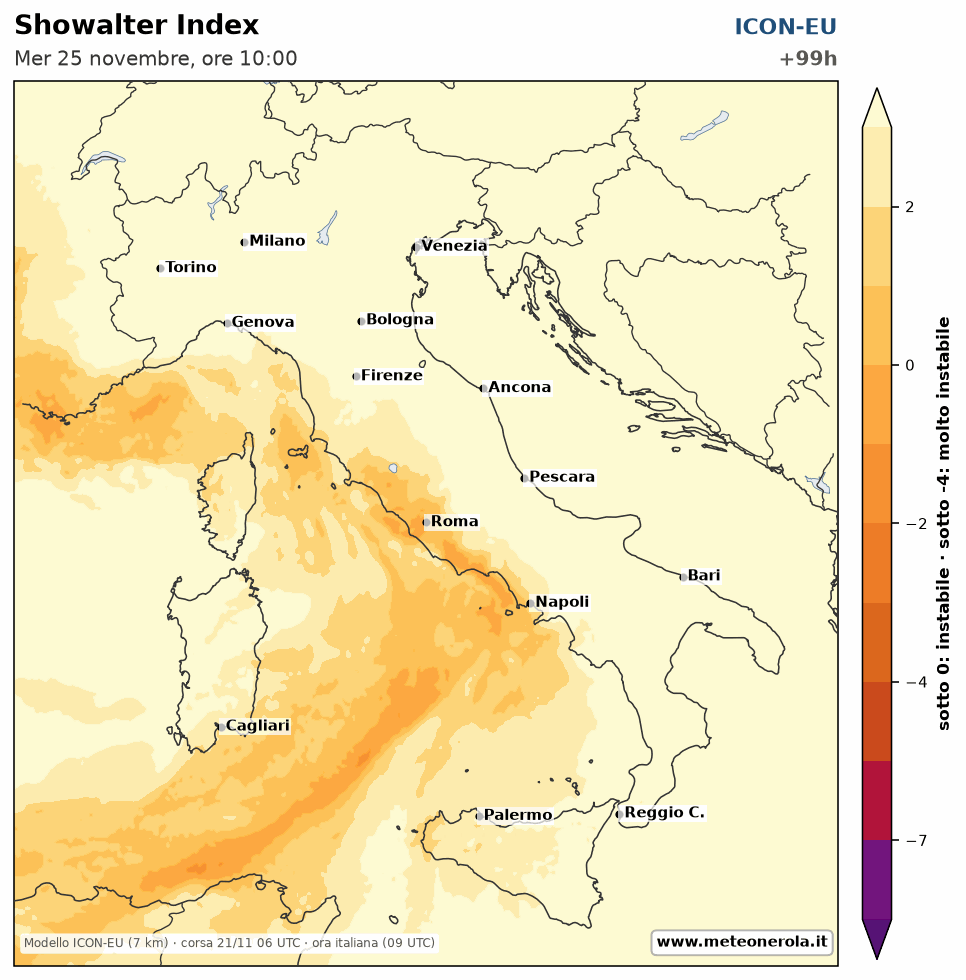 Showalter Index
ICON-EU
Mer 25 novembre, ore 10:00
+99h
Milano
Venezia
Torino
Genova
Bologna
Firenze
Ancona
Pescara
Roma
Bari
Napoli
Cagliari
Palermo
Reggio C.
2
0
−2
−4
−7
sotto 0: instabile · sotto -4: molto instabile
Modello ICON-EU (7 km) · corsa 21/11 06 UTC · ora italiana (09 UTC)
www.meteonerola.it